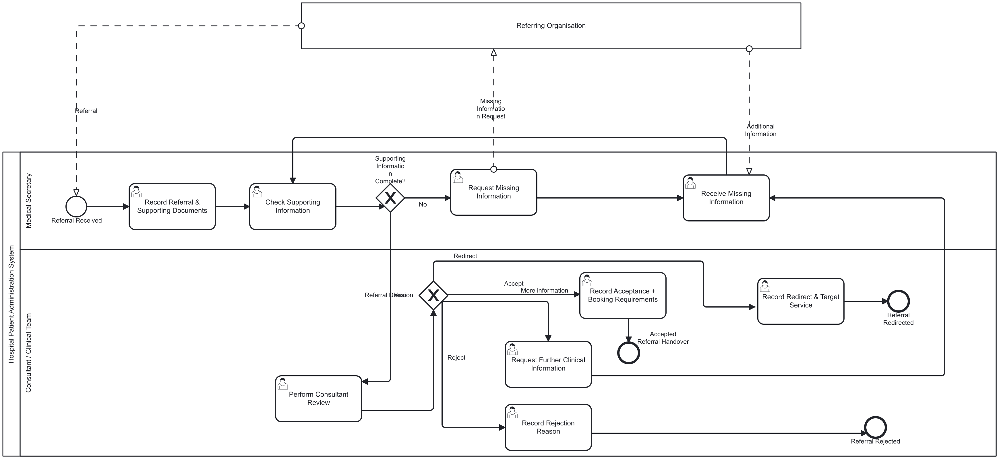 Referring Organisation
Referral
Missing
Informatio
n Request
Additional
Information
Hospital Patient Administration System
Medical Secretary
Referral Received
Record Referral &
Supporting Documents
Check Supporting
Information
Supporting
Informatio
n
Complete?
No
Request Missing
Information
Receive Missing
Information
Consultant / Clinical Team
Redirect
Accept
More information
Referral Decision
Yes
Record Acceptance +
Booking Requirements
Record Redirect & Target
Service
Referral
Redirected
Accepted
Referral Handover
Reject
Request Further Clinical
Information
Perform Consultant
Review
Record Rejection
Reason
Referral Rejected